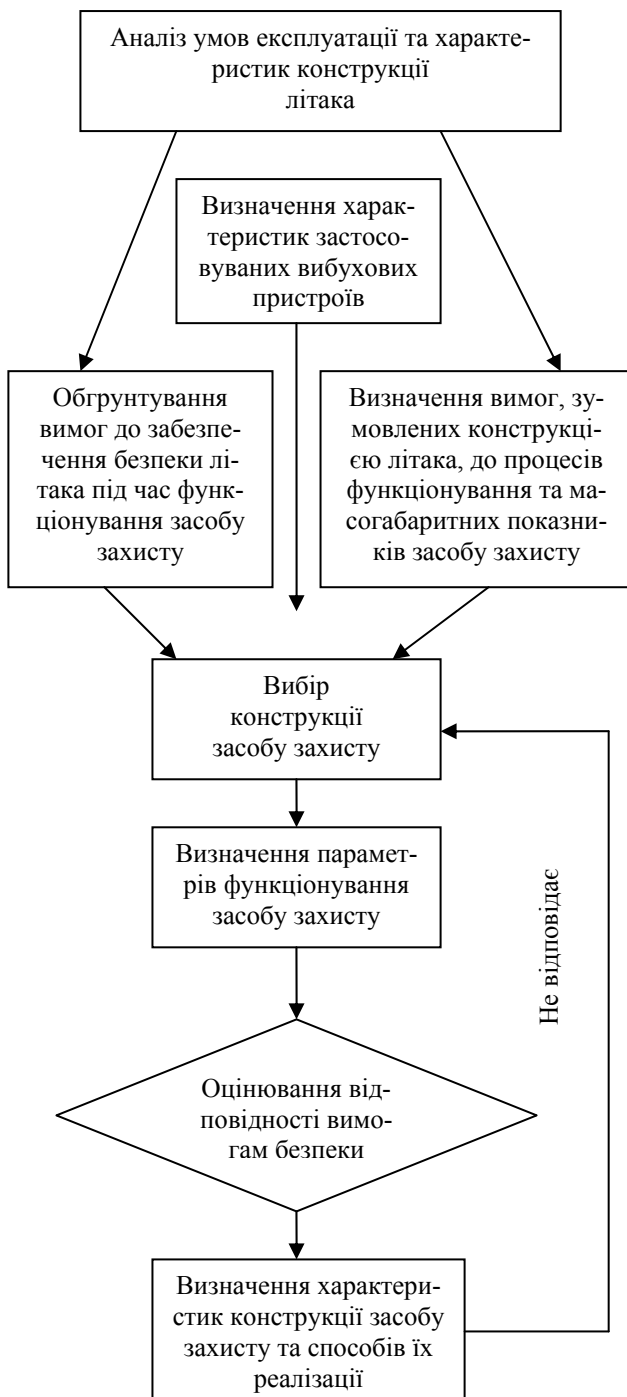 Аналіз умов експлуатації та характе-
ристик конструкції
літака
Визначення харак-
теристик застосо-
вуваних вибухових
пристроїв
Обгрунтування
вимог до забезпе-
чення безпеки лі-
така під час функ-
ціонування засобу
захисту
Визначення вимог, зу-
мовлених конструкці-
єю літака, до процесів
функціонування та ма-
согабаритних показни-
ків засобу захисту
Вибір
конструкції
засобу захисту
Визначення парамет-
рів функціонування
засобу захисту
Не відповідає
Оцінювання від-
повідності вимо-
гам безпеки
Визначення характери-
стик конструкції засобу
захисту та способів їх
реалізації